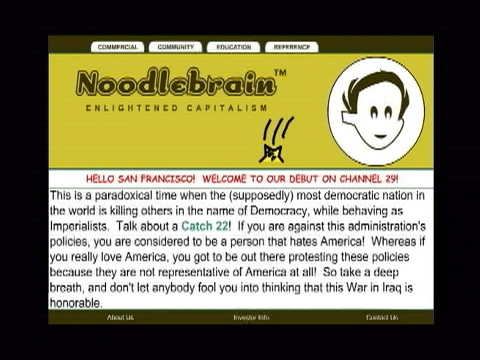 COMMERCIAL COMMUNITY EDUCATION REFERENCE
Noodlebrain™
ENLIGHTENED CAPITALISM
HELLO SAN FRANCISCO! WELCOME TO OUR DEBUT ON CHANNEL 29!
This is a paradoxical time when the (supposedly) most democratic nation in
the world is killing others in the name of Democracy, while behaving as
Imperialists. Talk about a Catch 22! If you are against this administration's
policies, you are considered to be a person that hates America! Whereas if
you really love America, you got to be out there protesting these policies
because they are not representative of America at all! So take a deep
breath, and don't let anybody fool you into thinking that this War in Iraq is
honorable.
About Us Investor Info Contact Us